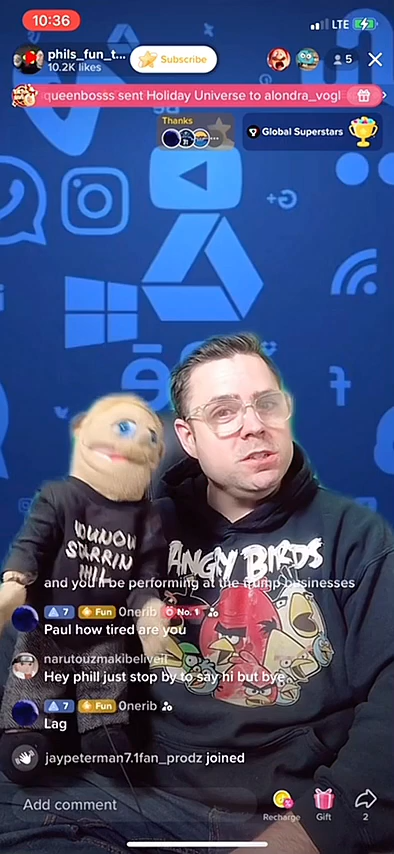 10:36
LTE
phils_fun_t...
10.2K likes
Subscribe
5
queenbosss sent Holiday Universe to alondra_vogl
Thanks
Global Superstars
G+
f
ANGRY BIRDS
and you'll be performing at the trump businesses
7 Fun 0nerib No. 1
Paul how tired are you
narutouzmakibeliveit
Hey phill just stop by to say hi but bye
7 Fun 0nerib
Lag
jaypeterman7.1fan_prodz joined
Add comment
Recharge
Gift
2